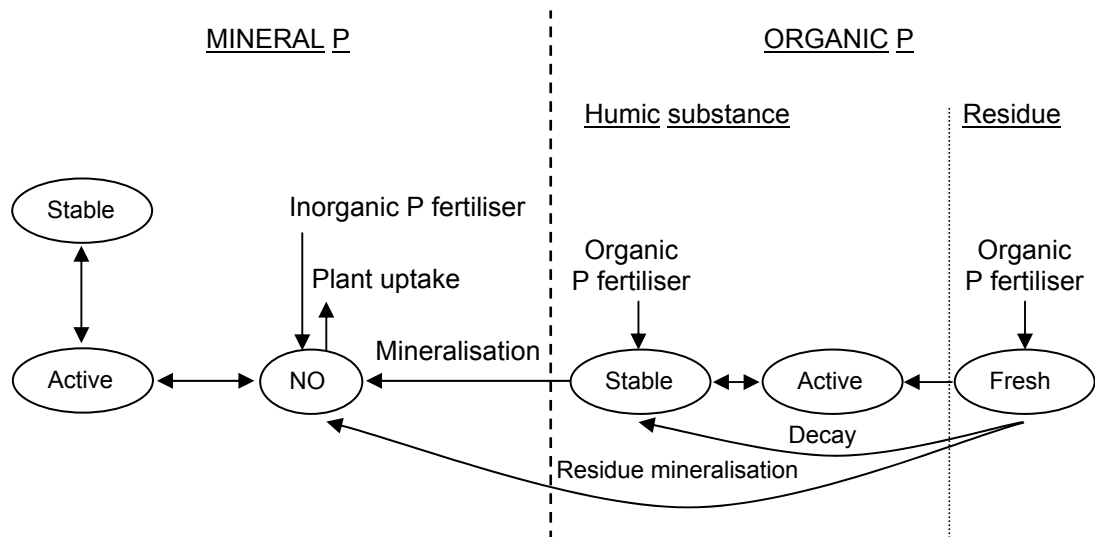 MINERAL P
ORGANIC P
Humic substance
Residue
Stable
Inorganic P fertiliser
Plant uptake
Organic
P fertiliser
Organic
P fertiliser
Mineralisation
Active
NO
Stable
Active
Fresh
Decay
Residue mineralisation